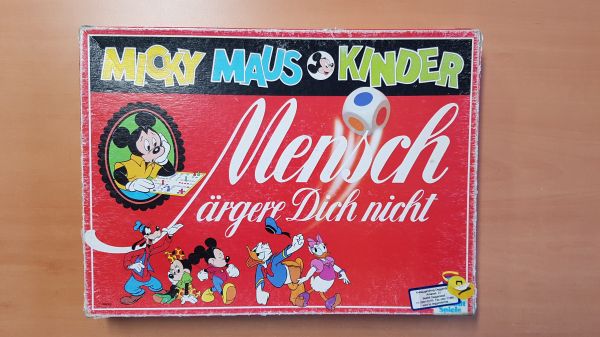 MICKY MAUS KINDER
Mensch
ärgere Dich nicht
Spiele